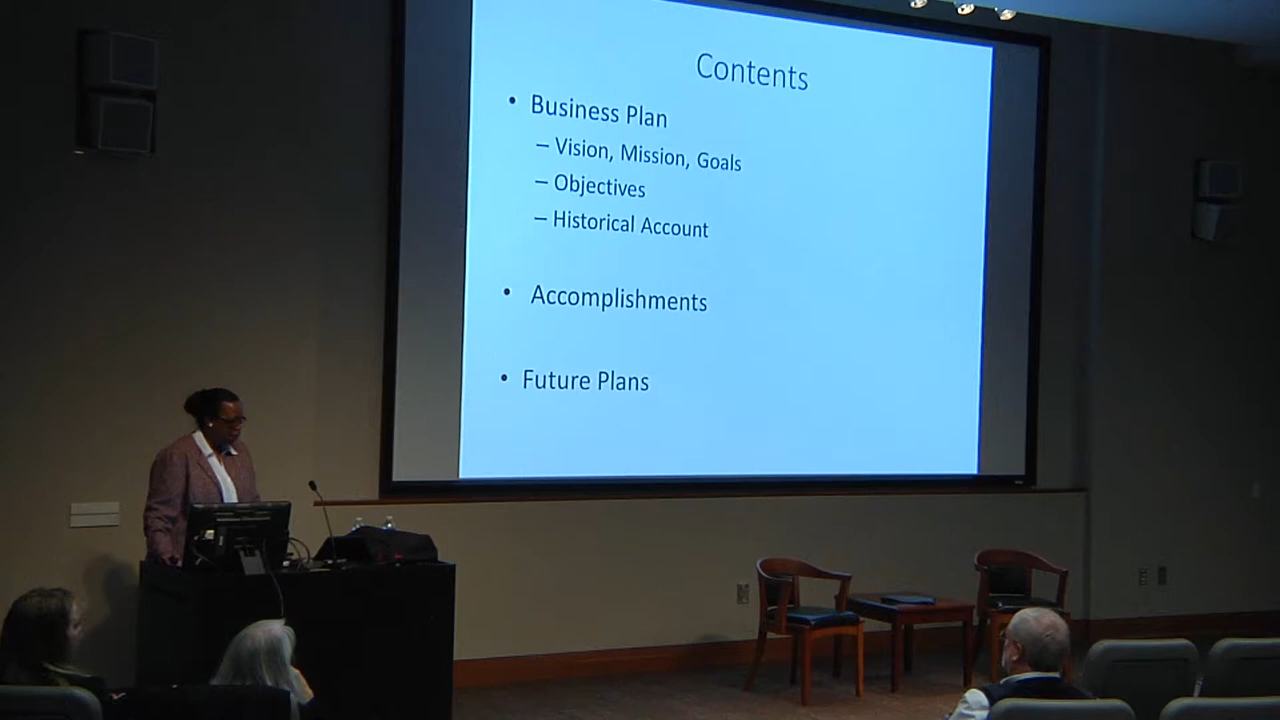 Contents
• Business Plan
– Vision, Mission, Goals
– Objectives
– Historical Account
• Accomplishments
• Future Plans